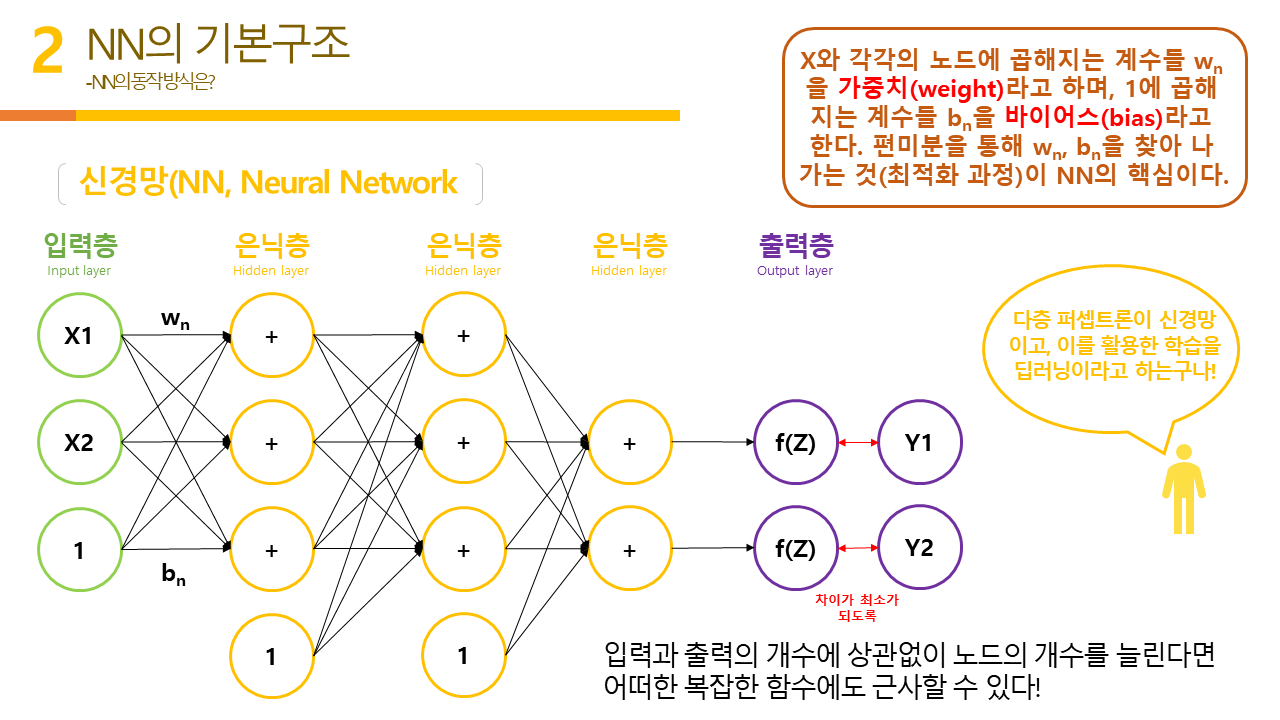 2
NN의 기본구조
-NN의 동작 방식은?
X와 각각의 노드에 곱해지는 계수들 wn
을 가중치(weight)라고 하며, 1에 곱해
지는 계수들 bn을 바이어스(bias)라고
한다. 편미분을 통해 wn, bn을 찾아 나
가는 것(최적화 과정)이 NN의 핵심이다.
신경망(NN, Neural Network
입력층
Input layer
은닉층
Hidden layer
은닉층
Hidden layer
은닉층
Hidden layer
출력층
Output layer
다층 퍼셉트론이 신경망
이고, 이를 활용한 학습을
딥러닝이라고 하는구나!
X1
wn
+
+
X2
+
+
+
f(Z)
Y1
1
bn
+
+
+
f(Z)
Y2
차이가 최소가
되도록
1
1
입력과 출력의 개수에 상관없이 노드의 개수를 늘린다면
어떠한 복잡한 함수에도 근사할 수 있다!